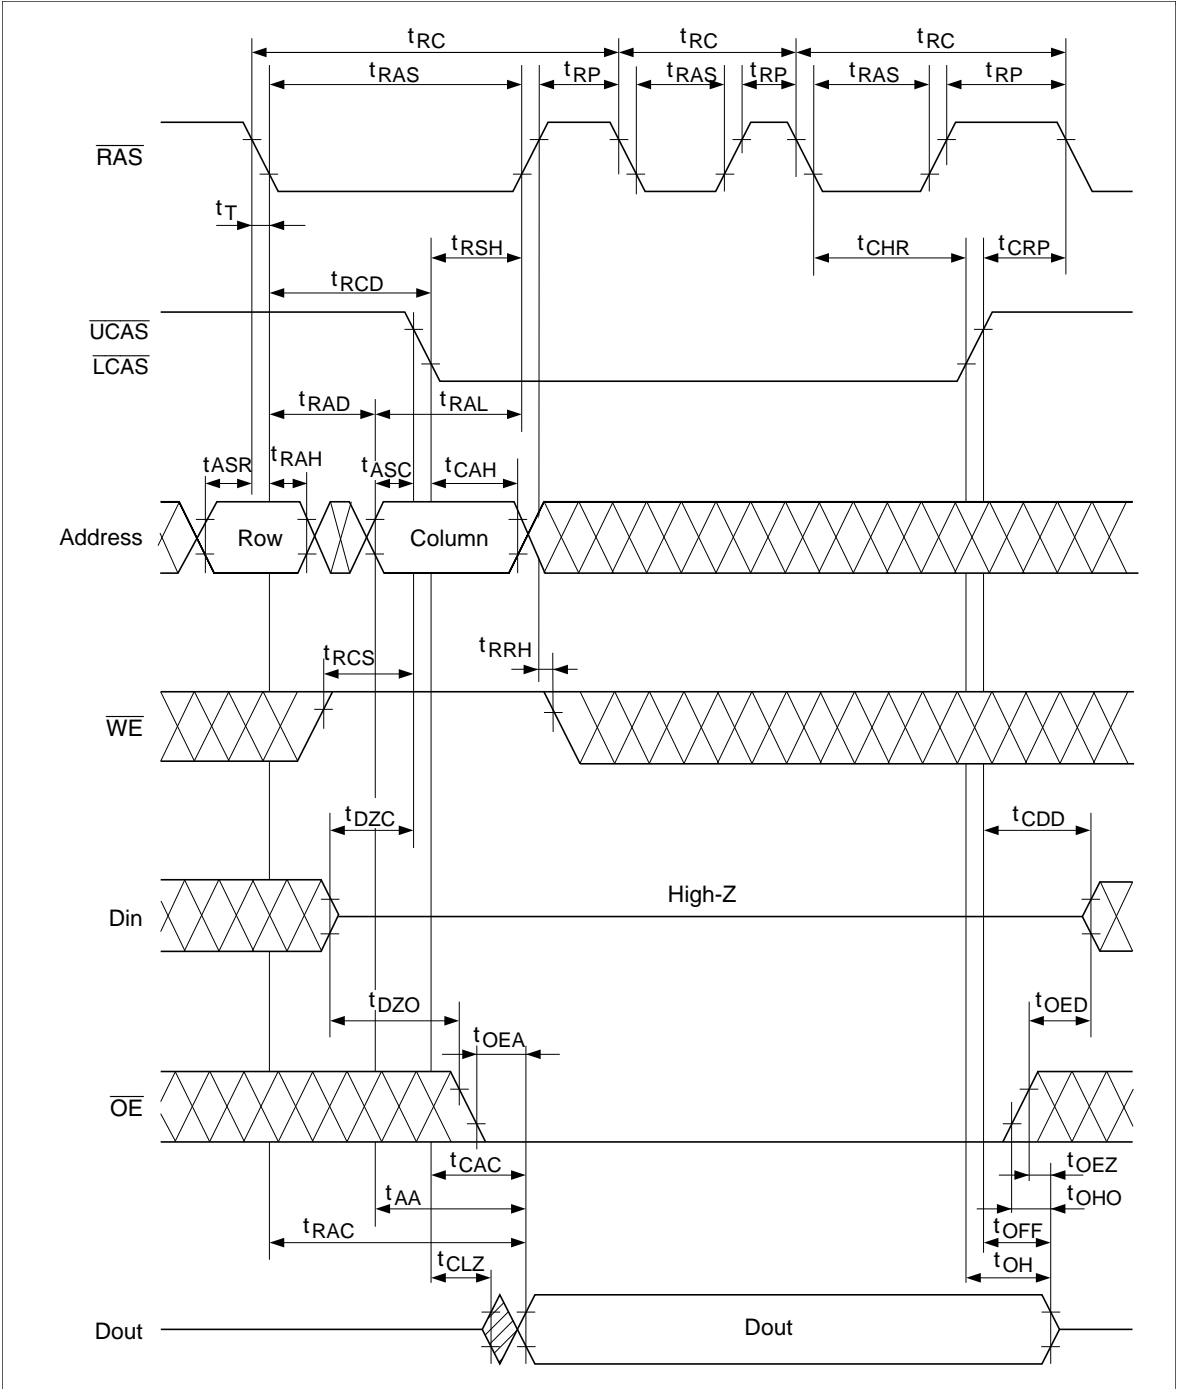 tRC tRC tRC
tRAS tRP tRAS tRP tRAS tRP
RAS
tT
tRSH tCHR tCRP
tRCD
UCAS
LCAS
tRAD tRAL
tASR tRAH tASC tCAH
Address Row Column
tRCS tRRH
WE
tDZC tCDD
High-Z
Din
tDZO tOED
tOEA
OE
tCAC tOEZ
tAA tOHO
tRAC tOFF
tCLZ tOH
Dout Dout